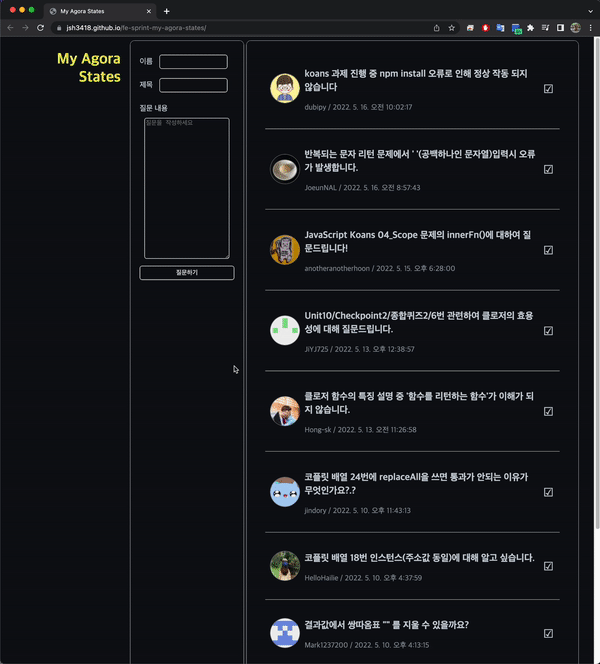 My Agora States
jsh3418.github.io/fe-sprint-my-agora-states/
My Agora
States
이름
제목
질문 내용
질문을 작성하세요
질문하기
koans 과제 진행 중 npm install 오류로 인해 정상 작동 되지
않습니다
dubipy / 2022. 5. 16. 오전 10:02:17
반복되는 문자 리턴 문제에서 ' '(공백하나인 문자열)입력시 오류
가 발생합니다.
JoeunNAL / 2022. 5. 16. 오전 8:57:43
JavaScript Koans 04_Scope 문제의 innerFn()에 대하여 질
문드립니다!
anotheranotherhoon / 2022. 5. 15. 오후 6:28:00
Unit10/Checkpoint2/종합퀴즈2/6번 관련하여 클로저의 효용
성에 대해 질문드립니다.
JiYJ725 / 2022. 5. 13. 오후 12:38:57
클로저 함수의 특징 설명 중 '함수를 리턴하는 함수'가 이해가 되
지 않습니다.
Hong-sk / 2022. 5. 13. 오전 11:26:58
코플릿 배열 24번에 replaceAll을 쓰면 통과가 안되는 이유가
무엇인가요?.?
jindory / 2022. 5. 10. 오후 11:43:13
코플릿 배열 18번 인스턴스(주소값 동일)에 대해 알고 싶습니다.
HelloHailie / 2022. 5. 10. 오후 4:37:59
결과값에서 쌍따옴표 "" 를 지울 수 있을까요?
Mark1237200 / 2022. 5. 10. 오후 4:13:15